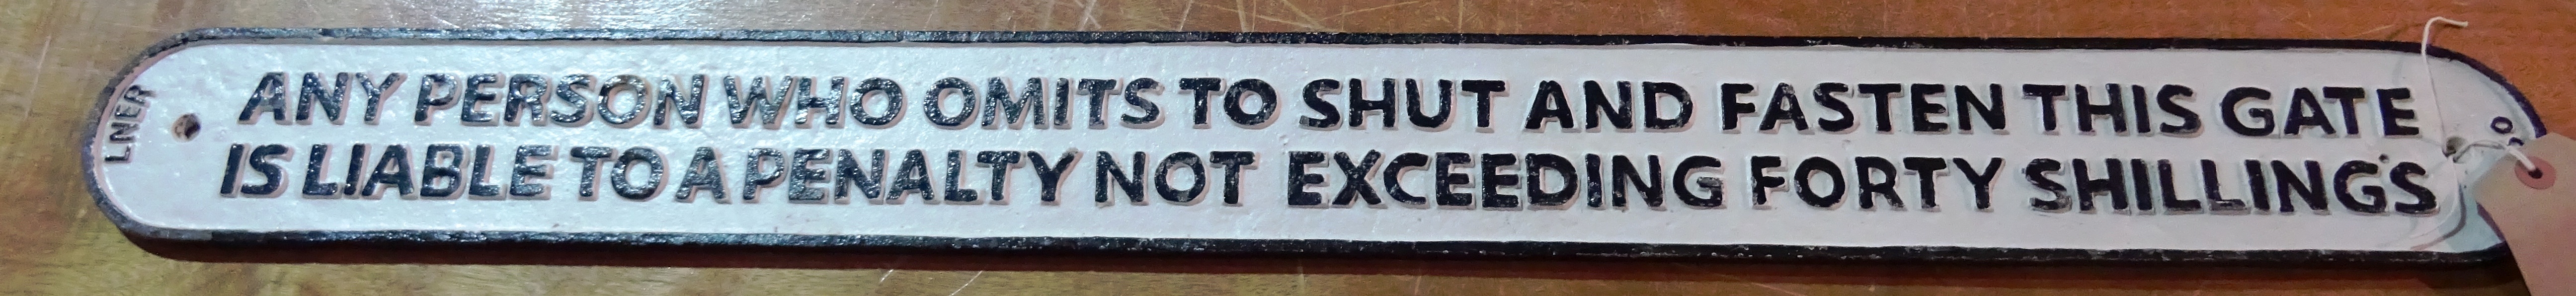 LNER
ANY PERSON WHO OMITS TO SHUT AND FASTEN THIS GATE
IS LIABLE TO A PENALTY NOT EXCEEDING FORTY SHILLINGS